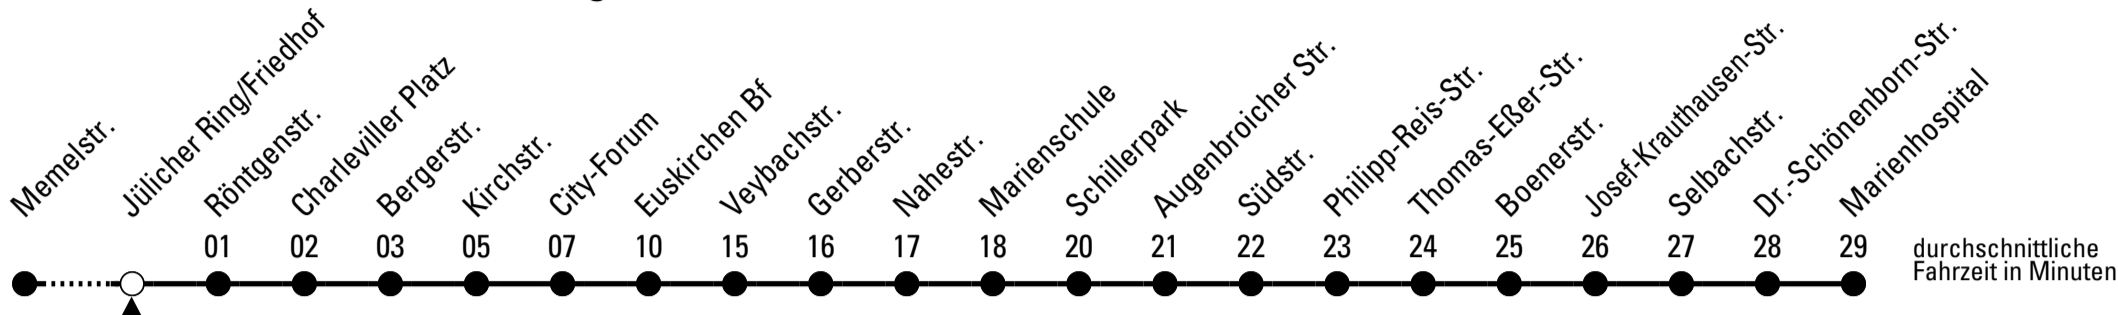 Memelstr.
Jülicher Ring/Friedhof
Röntgenstr.
Charleviller Platz
Bergerstr.
Kirchstr.
City-Forum
Euskirchen Bf
Veybachstr.
Gerberstr.
Nahestr.
Marienschule
Schillerpark
Augenbroicher Str.
Südstr.
Philipp-Reis-Str.
Thomas-Eßer-Str.
Boenerstr.
Josef-Krauthausen-Str.
Selbachstr.
Dr.-Schönenborn-Str.
Marienhospital
01 02 03 05 07 10 15 16 17 18 20 21 22 23 24 25 26 27 28 29
durchschnittliche
Fahrzeit in Minuten